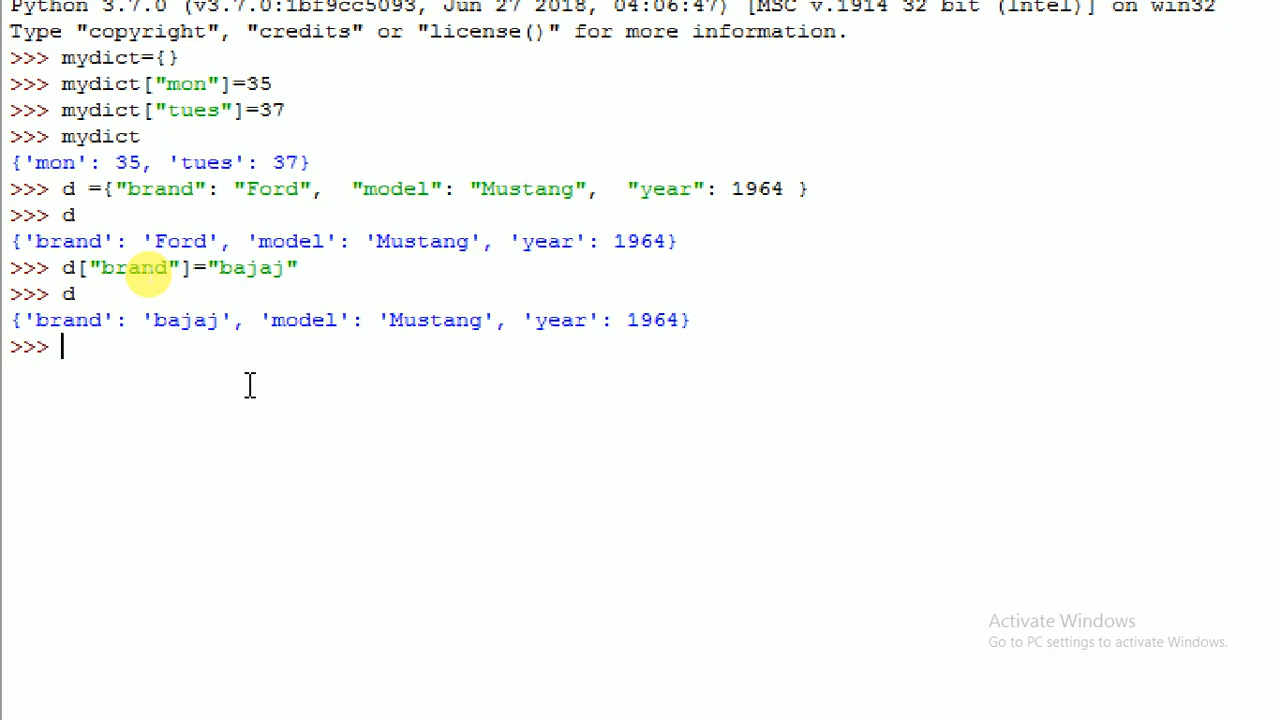 Python 3.7.0 (v3.7.0:1bf9cc5093, Jun 27 2018, 04:06:47) [MSC v.1914 32 bit (Intel)] on win32
Type "copyright", "credits" or "license()" for more information.
>>> mydict={}
>>> mydict["mon"]=35
>>> mydict["tues"]=37
>>> mydict
{'mon': 35, 'tues': 37}
>>> d ={"brand": "Ford",  "model": "Mustang",  "year": 1964 }
>>> d
{'brand': 'Ford', 'model': 'Mustang', 'year': 1964}
>>> d["brand"]="bajaj"
>>> d
{'brand': 'bajaj', 'model': 'Mustang', 'year': 1964}
>>>
Activate Windows
Go to PC settings to activate Windows.